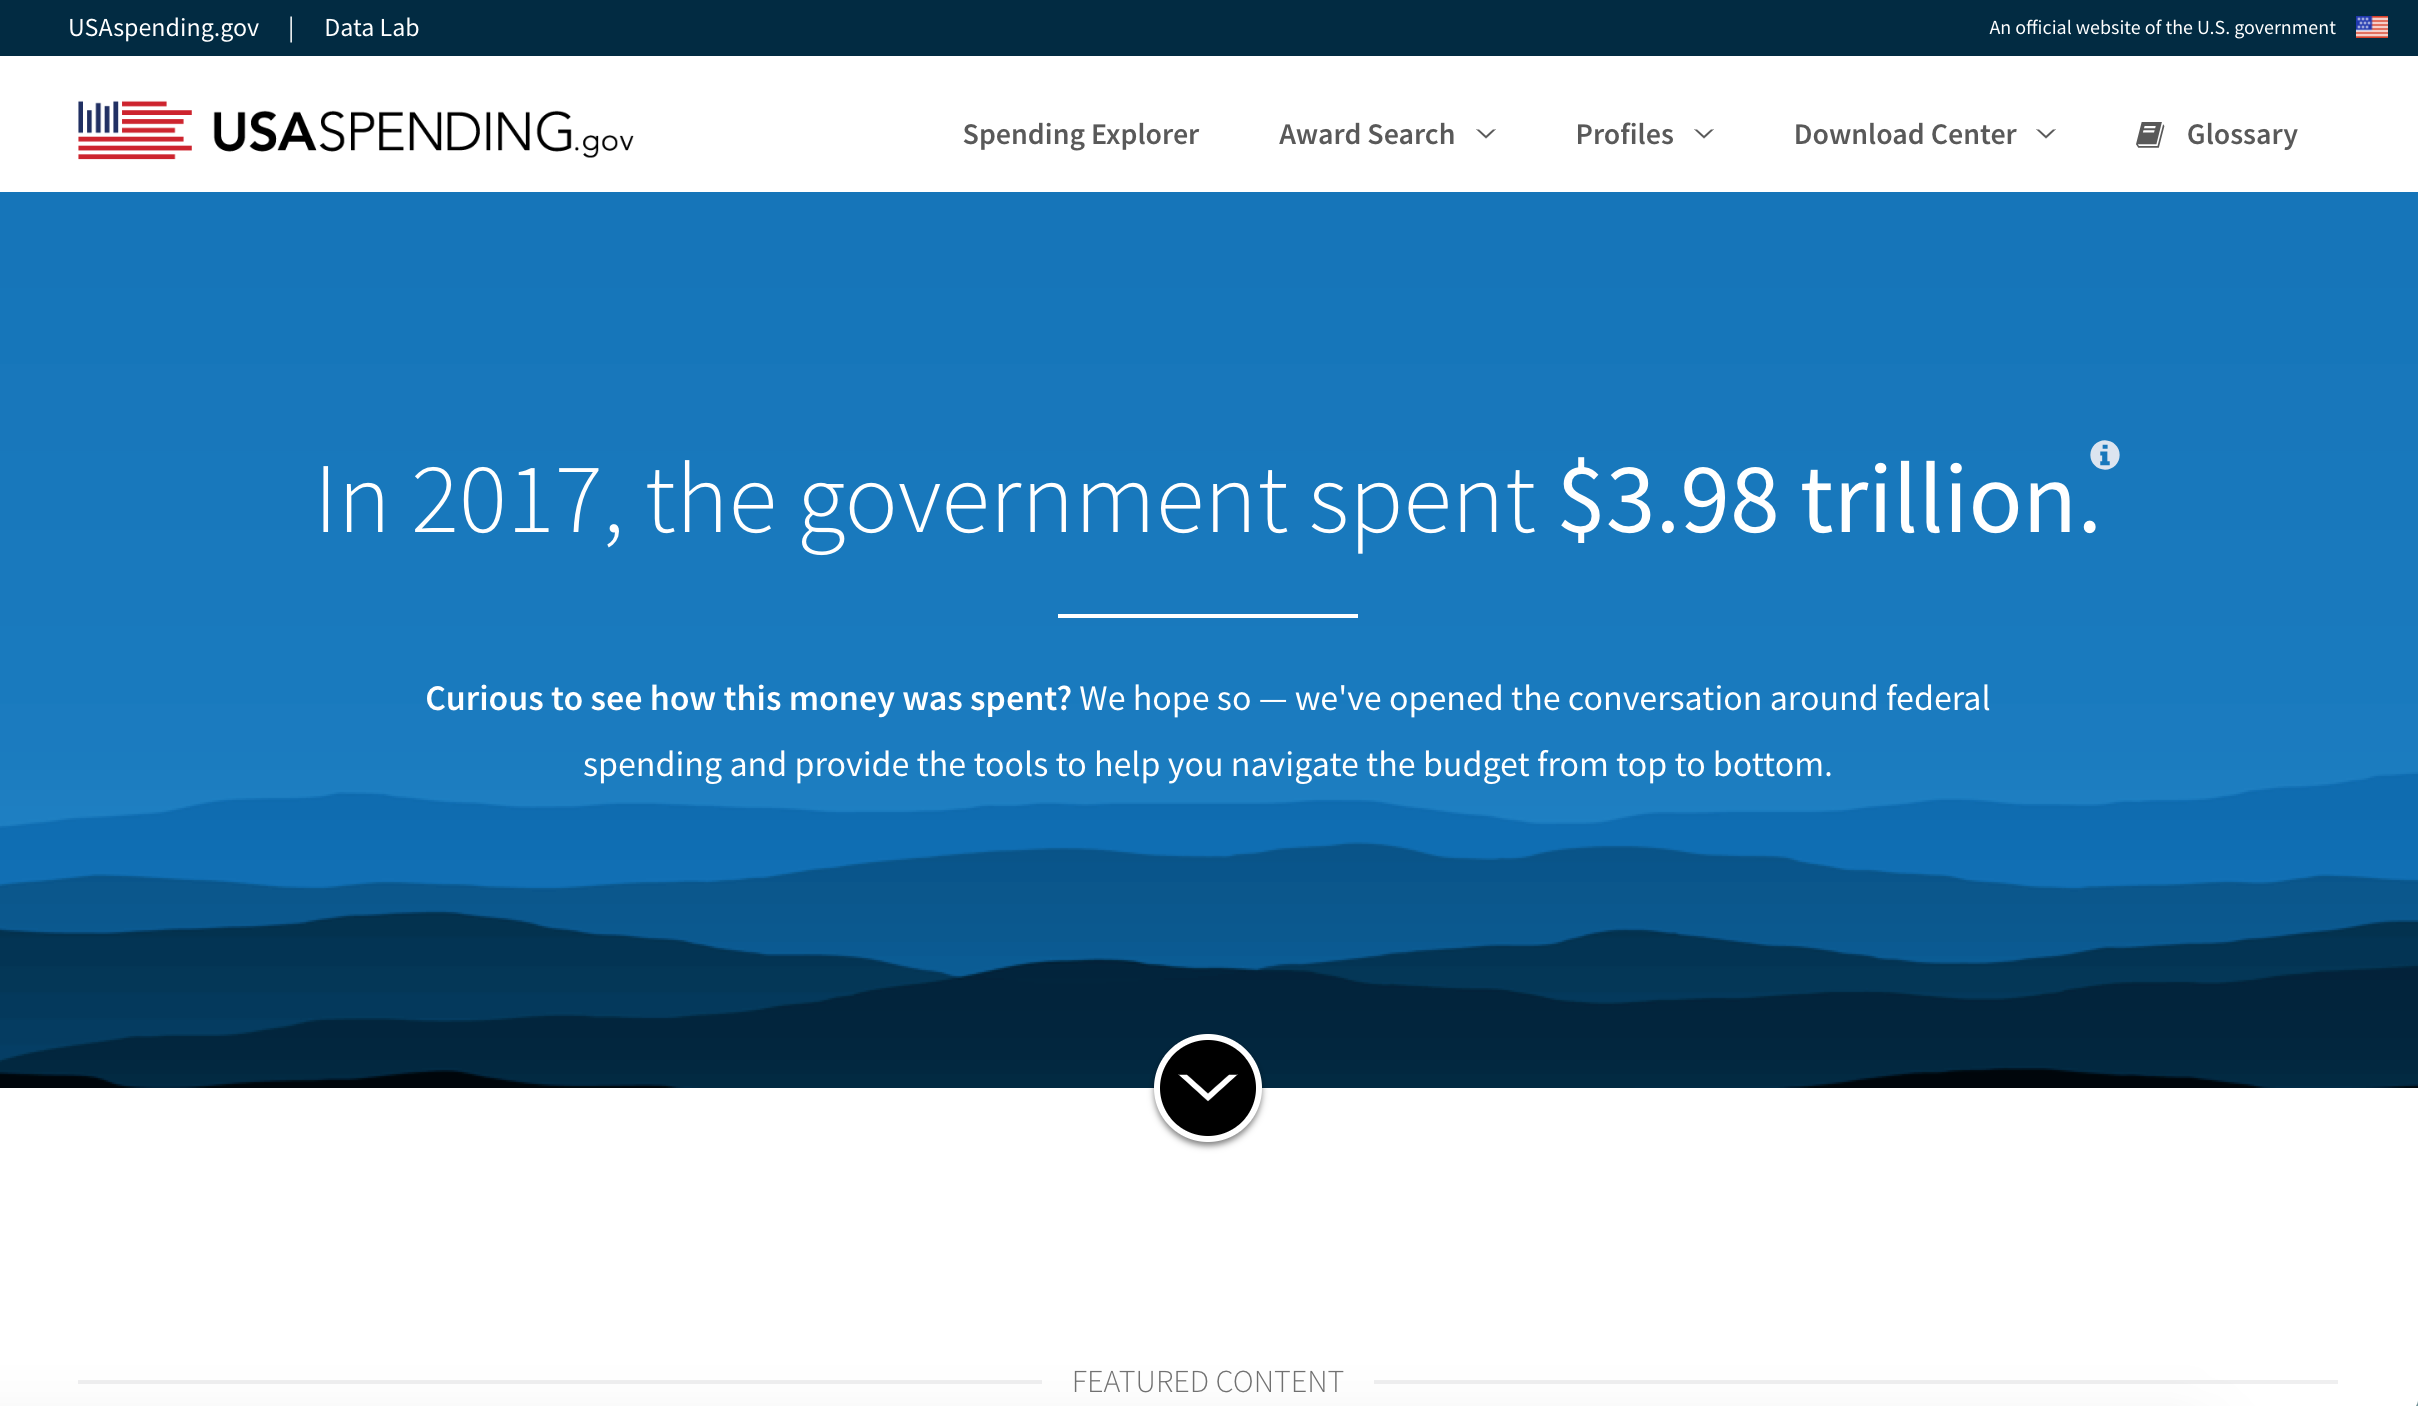 USAspending.gov | Data Lab
An official website of the U.S. government
USASPENDING.gov
Spending Explorer
Award Search
Profiles
Download Center
Glossary
In 2017, the government spent $3.98 trillion.
Curious to see how this money was spent? We hope so — we've opened the conversation around federal
spending and provide the tools to help you navigate the budget from top to bottom.
FEATURED CONTENT